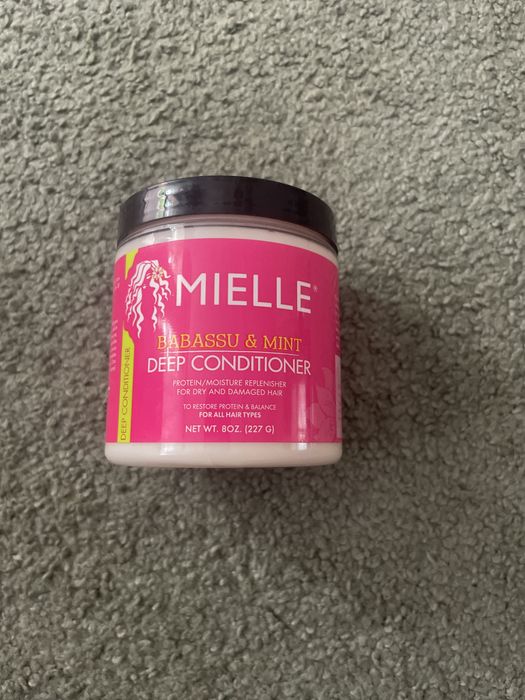 MIELLE®
BABASSU & MINT
DEEP CONDITIONER
PROTEIN/MOISTURE REPLENISHER
FOR DRY AND DAMAGED HAIR
TO RESTORE PROTEIN & BALANCE
FOR ALL HAIR TYPES
NET WT. 8OZ. (227 G)
DEEP CONDITIONER